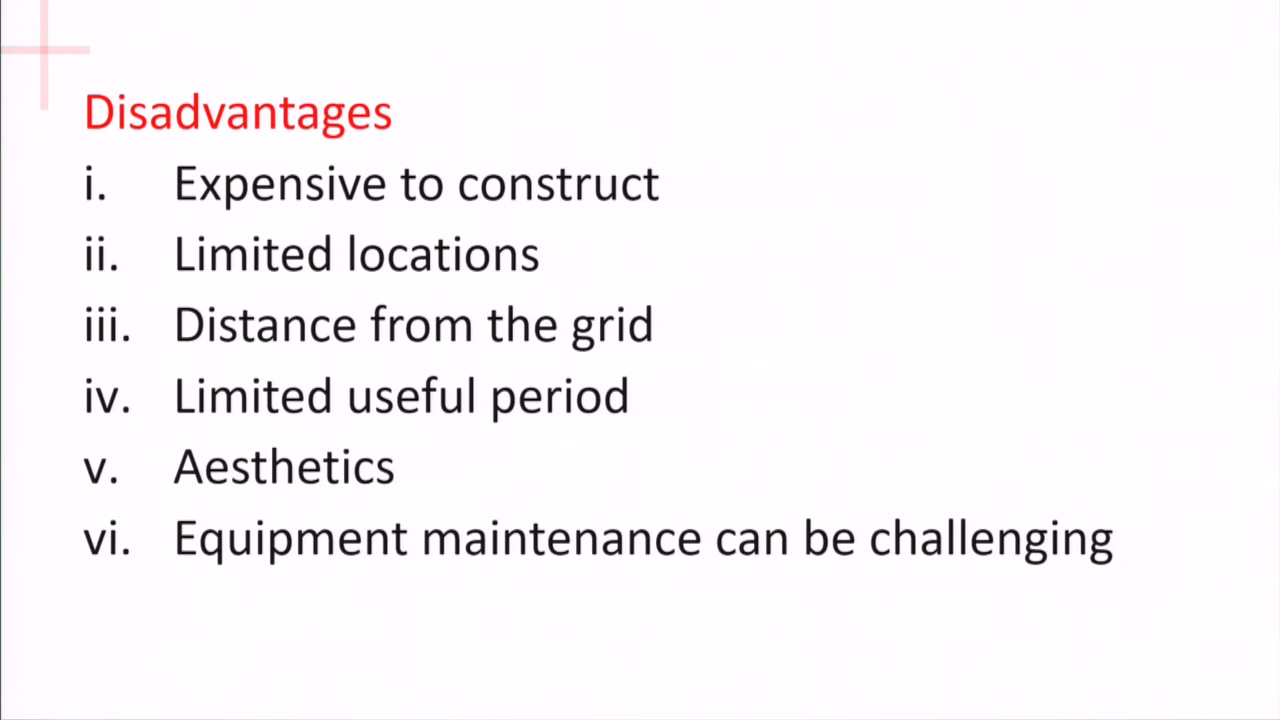 Disadvantages
i. Expensive to construct
ii. Limited locations
iii. Distance from the grid
iv. Limited useful period
v. Aesthetics
vi. Equipment maintenance can be challenging